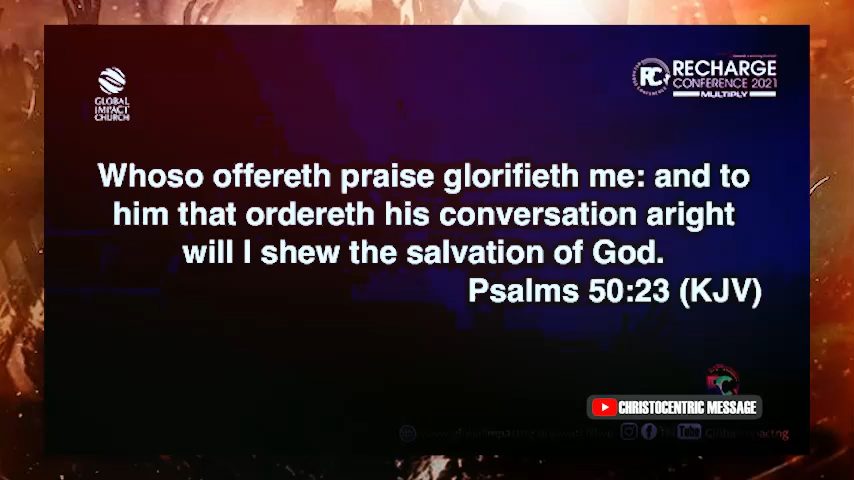 GLOBAL
IMPACT
CHURCH
RC
RECHARGE
CONFERENCE 2021
MULTIPLY
Whoso offereth praise glorifieth me: and to
him that ordereth his conversation aright
will I shew the salvation of God.
Psalms 50:23 (KJV)
CHRISTOCENTRIC MESSAGE